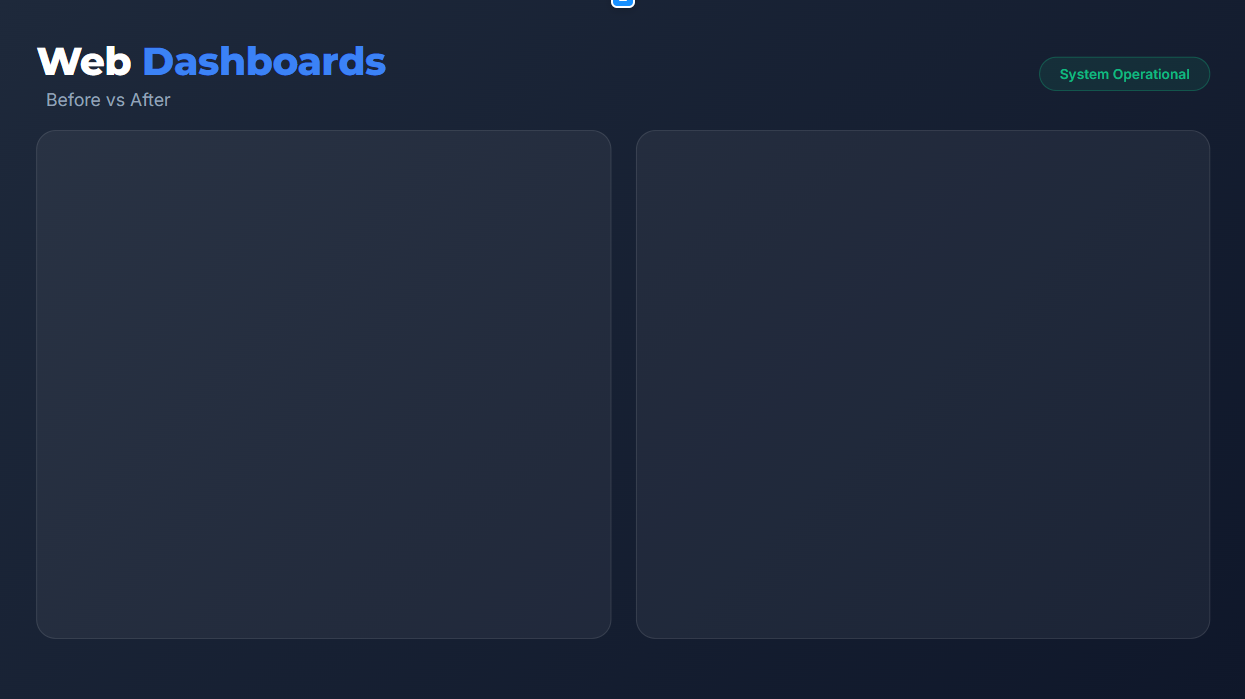 Web Dashboards
Before vs After
System Operational